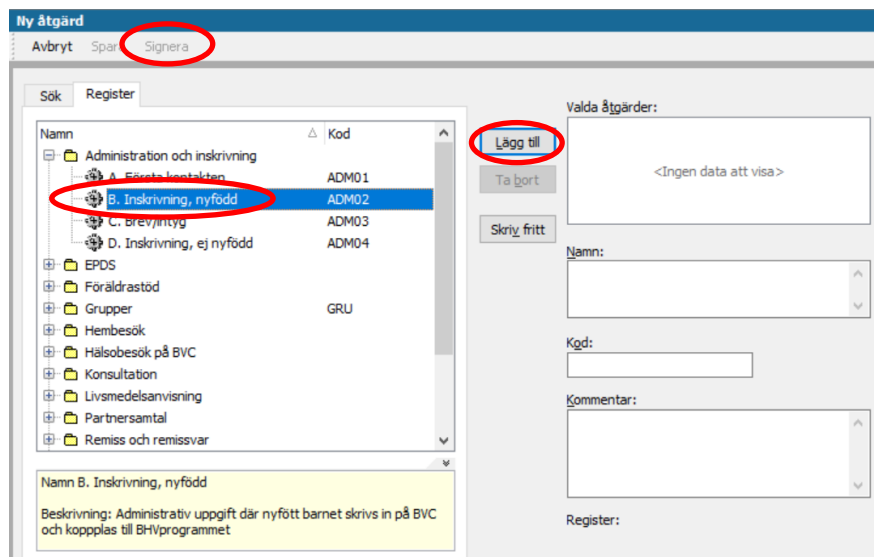 Ny åtgärd
Avbryt Spara Signera
Sök Register
Namn Kod
Administration och inskrivning
A. Första kontakten ADM01
B. Inskrivning, nyfödd ADM02
C. Brev/intyg ADM03
D. Inskrivning, ej nyfödd ADM04
EPDS
Föräldrastöd
Grupper GRU
Hembesök
Hälsobesök på BVC
Konsultation
Livsmedelsanvisning
Partnersamtal
Remiss och remissvar
Namn B. Inskrivning, nyfödd
Beskrivning: Administrativ uppgift där nyfött barnet skrivs in på BVC
och koppplas till BHVprogrammet
Lägg till
Ta bort
Skriv fritt
Valda åtgärder:
<Ingen data att visa>
Namn:
Kod:
Kommentar:
Register: